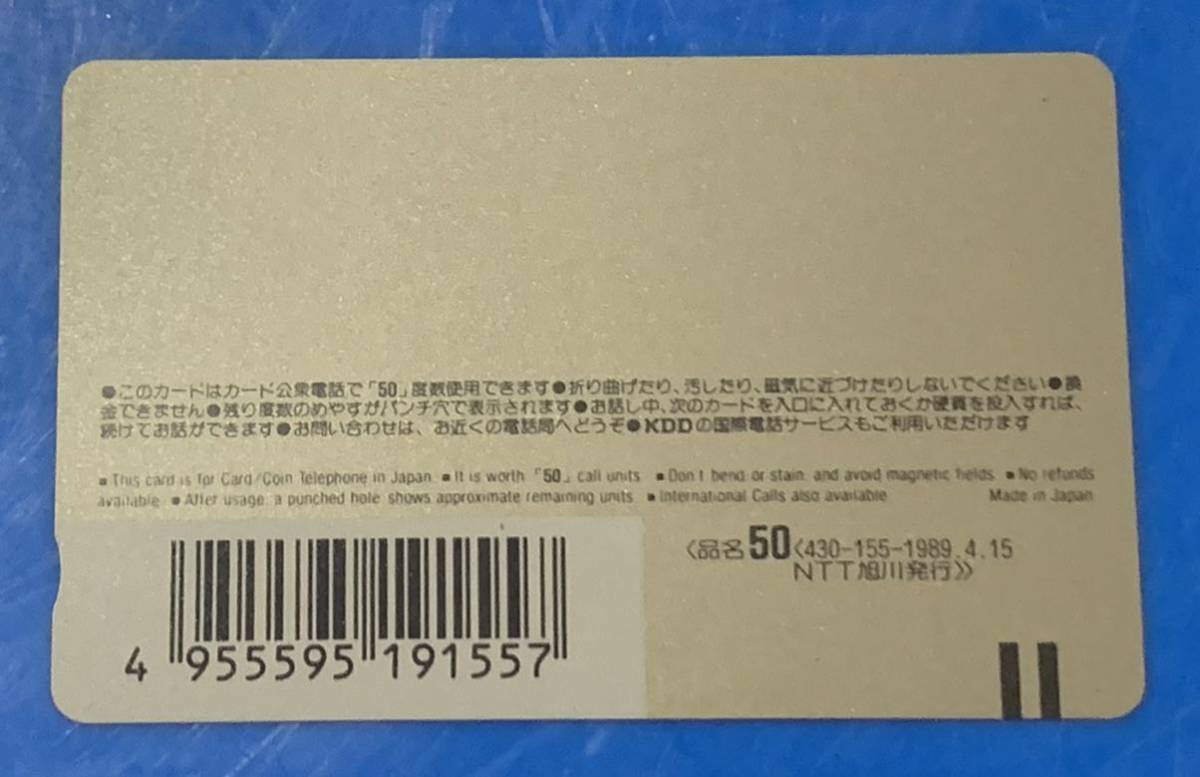 ●このカードはカード公衆電話で「50」度数使用できます●折り曲げたり、汚したり、磁気に近づけたりしないでください●換
金できません●残り度数のめやすがパンチ穴で表示されます●お話し中、次のカードを入口に入れておくか硬貨を投入すれば、
続けてお話ができます●お問い合わせは、お近くの電話局へどうぞ●KDDの国際電話サービスもご利用いただけます
■This card is for Card/Coin Telephone in Japan. ■It is worth「50」call units ■Don't bend or stain, and avoid magnetic fields. ■No refunds
available. ■After usage, a punched hole shows approximate remaining units ■International Calls also available. Made in Japan
〈品名50〈430-155-1989.4.15
NTT旭川発行》
4 955595 191557